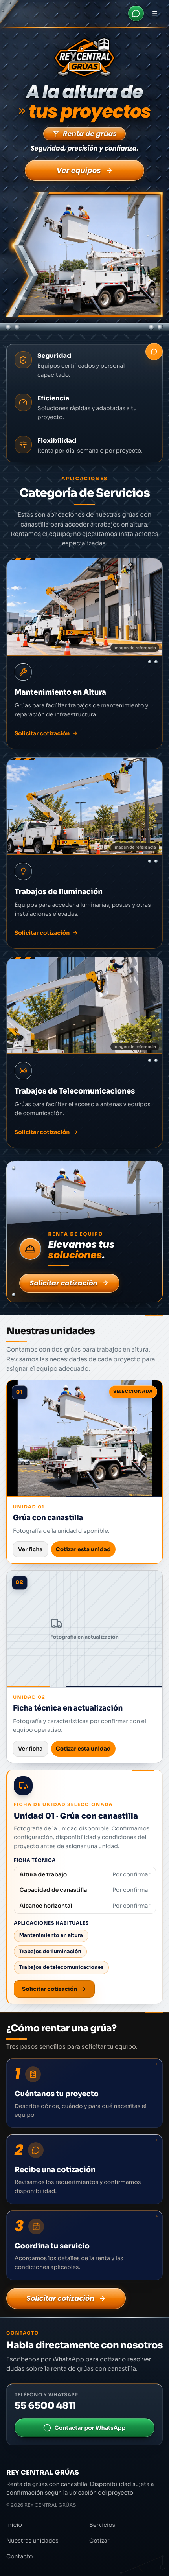 REY CENTRAL
GRÚAS
A la altura de
» tus proyectos
Renta de grúas
Seguridad, precisión y confianza.
Ver equipos →
Seguridad
Equipos certificados y personal
capacitado.
Eficiencia
Soluciones rápidas y adaptadas a tu
proyecto.
Flexibilidad
Renta por día, semana o por proyecto.
APLICACIONES
Categoría de Servicios
Estas son aplicaciones de nuestras grúas con
canastilla para acceder a trabajos en altura.
Rentamos el equipo; no ejecutamos instalaciones
especializadas.
Imagen de referencia
Mantenimiento en Altura
Grúas para facilitar trabajos de mantenimiento y
reparación de infraestructura.
Solicitar cotización →
Imagen de referencia
Trabajos de Iluminación
Equipos para acceder a luminarias, postes y otras
instalaciones elevadas.
Solicitar cotización →
Imagen de referencia
Trabajos de Telecomunicaciones
Grúas para facilitar el acceso a antenas y equipos
de comunicación.
Solicitar cotización →
RENTA DE EQUIPO
Elevamos tus
soluciones.
Solicitar cotización →
Nuestras unidades
Contamos con dos grúas para trabajos en altura.
Revisamos las necesidades de cada proyecto para
asignar el equipo adecuado.
01
SELECCIONADA
UNIDAD 01
Grúa con canastilla
Fotografía de la unidad disponible.
Ver ficha
Cotizar esta unidad
02
Fotografía en actualización
UNIDAD 02
Ficha técnica en actualización
Fotografía y características por confirmar con el
equipo operativo.
Ver ficha
Cotizar esta unidad
FICHA DE UNIDAD SELECCIONADA
Unidad 01 · Grúa con canastilla
Fotografía de la unidad disponible. Confirmamos
configuración, disponibilidad y condiciones del
proyecto antes de asignar una unidad.
FICHA TÉCNICA
Altura de trabajo Por confirmar
Capacidad de canastilla Por confirmar
Alcance horizontal Por confirmar
APLICACIONES HABITUALES
Mantenimiento en altura
Trabajos de iluminación
Trabajos de telecomunicaciones
Solicitar cotización →
¿Cómo rentar una grúa?
Tres pasos sencillos para solicitar tu equipo.
1
Cuéntanos tu proyecto
Describe dónde, cuándo y para qué necesitas el
equipo.
2
Recibe una cotización
Revisamos los requerimientos y confirmamos
disponibilidad.
3
Coordina tu servicio
Acordamos los detalles de la renta y las
condiciones aplicables.
Solicitar cotización →
CONTACTO
Habla directamente con nosotros
Escríbenos por WhatsApp para cotizar o resolver
dudas sobre la renta de grúas con canastilla.
TELÉFONO Y WHATSAPP
55 6500 4811
Contactar por WhatsApp
REY CENTRAL GRÚAS
Renta de grúas con canastilla. Disponibilidad sujeta a
confirmación según la ubicación del proyecto.
© 2026 REY CENTRAL GRÚAS
Inicio Servicios
Nuestras unidades Cotizar
Contacto